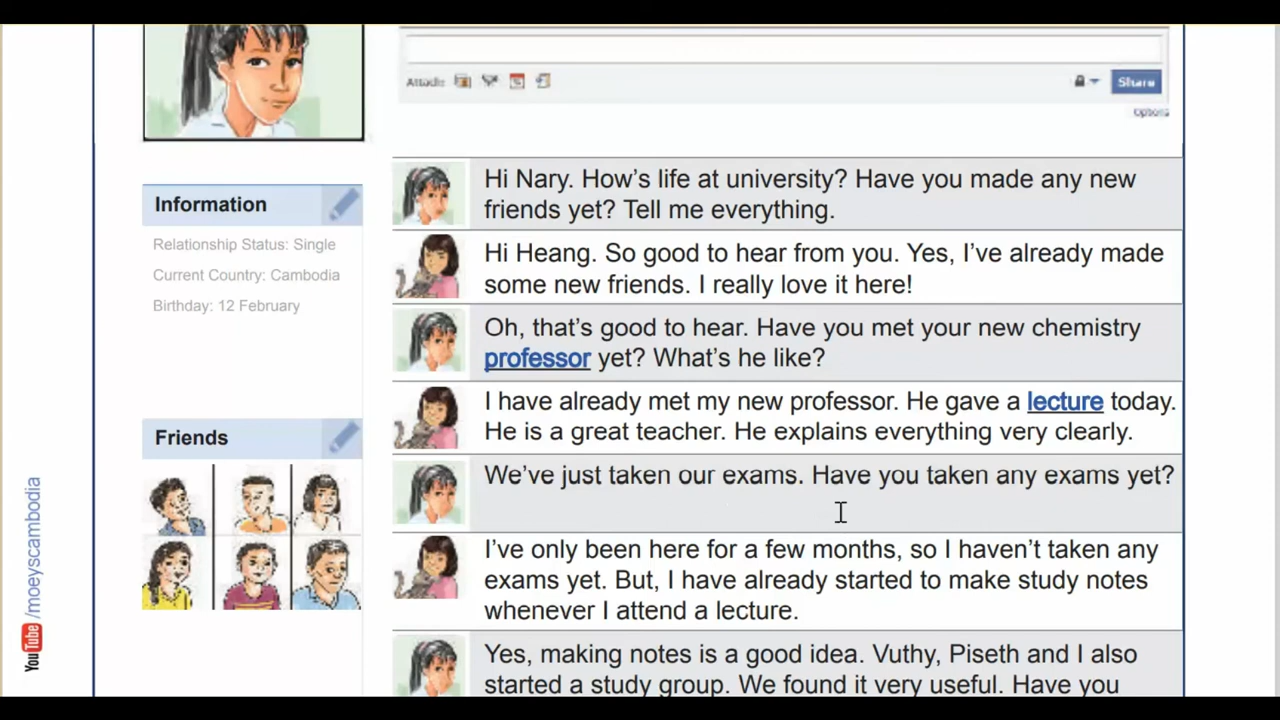 Attach:
Share
Options
Hi Nary. How's life at university? Have you made any new
friends yet? Tell me everything.
Information
Relationship Status: Single
Current Country: Cambodia
Birthday: 12 February
Hi Heang. So good to hear from you. Yes, I've already made
some new friends. I really love it here!
Oh, that's good to hear. Have you met your new chemistry
professor yet? What's he like?
I have already met my new professor. He gave a lecture today.
He is a great teacher. He explains everything very clearly.
Friends
We've just taken our exams. Have you taken any exams yet?
I've only been here for a few months, so I haven't taken any
exams yet. But, I have already started to make study notes
whenever I attend a lecture.
Yes, making notes is a good idea. Vuthy, Piseth and I also
started a study group. We found it very useful. Have you
YouTube /moeyscambodia